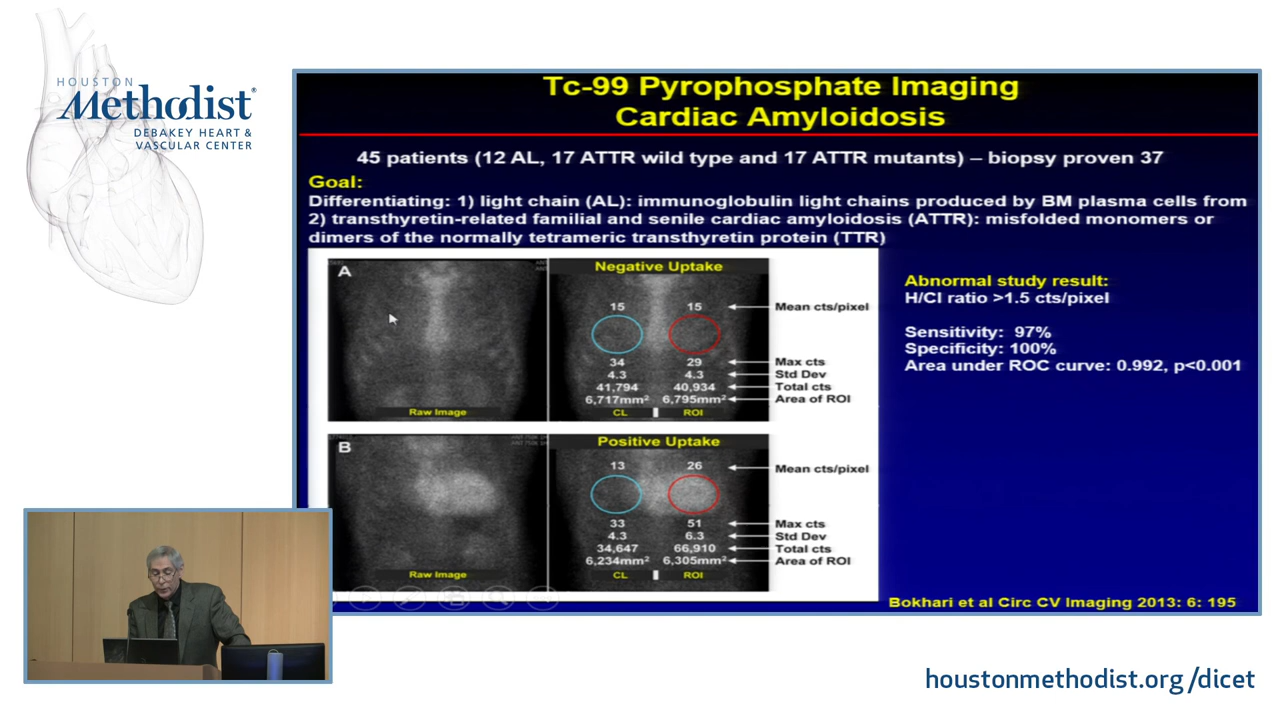 HOUSTON
Methodist®
DEBAKEY HEART &
VASCULAR CENTER
Tc-99 Pyrophosphate Imaging
Cardiac Amyloidosis
45 patients (12 AL, 17 ATTR wild type and 17 ATTR mutants) – biopsy proven 37
Goal:
Differentiating: 1) light chain (AL): immunoglobulin light chains produced by BM plasma cells from
2) transthyretin-related familial and senile cardiac amyloidosis (ATTR): misfolded monomers or
dimers of the normally tetrameric transthyretin protein (TTR)
A
Negative Uptake
15 15 Mean cts/pixel
34 29 Max cts
4.3 4.3 Std Dev
41,794 40,934 Total cts
6,717mm² 6,795mm² Area of ROI
Raw Image CL ROI
B
Positive Uptake
13 26 Mean cts/pixel
33 51 Max cts
4.3 6.3 Std Dev
34,647 66,910 Total cts
6,234mm² 6,305mm² Area of ROI
Raw Image CL ROI
Abnormal study result:
H/Cl ratio >1.5 cts/pixel
Sensitivity: 97%
Specificity: 100%
Area under ROC curve: 0.992, p<0.001
Bokhari et al Circ CV Imaging 2013: 6: 195
houstonmethodist.org/dicet